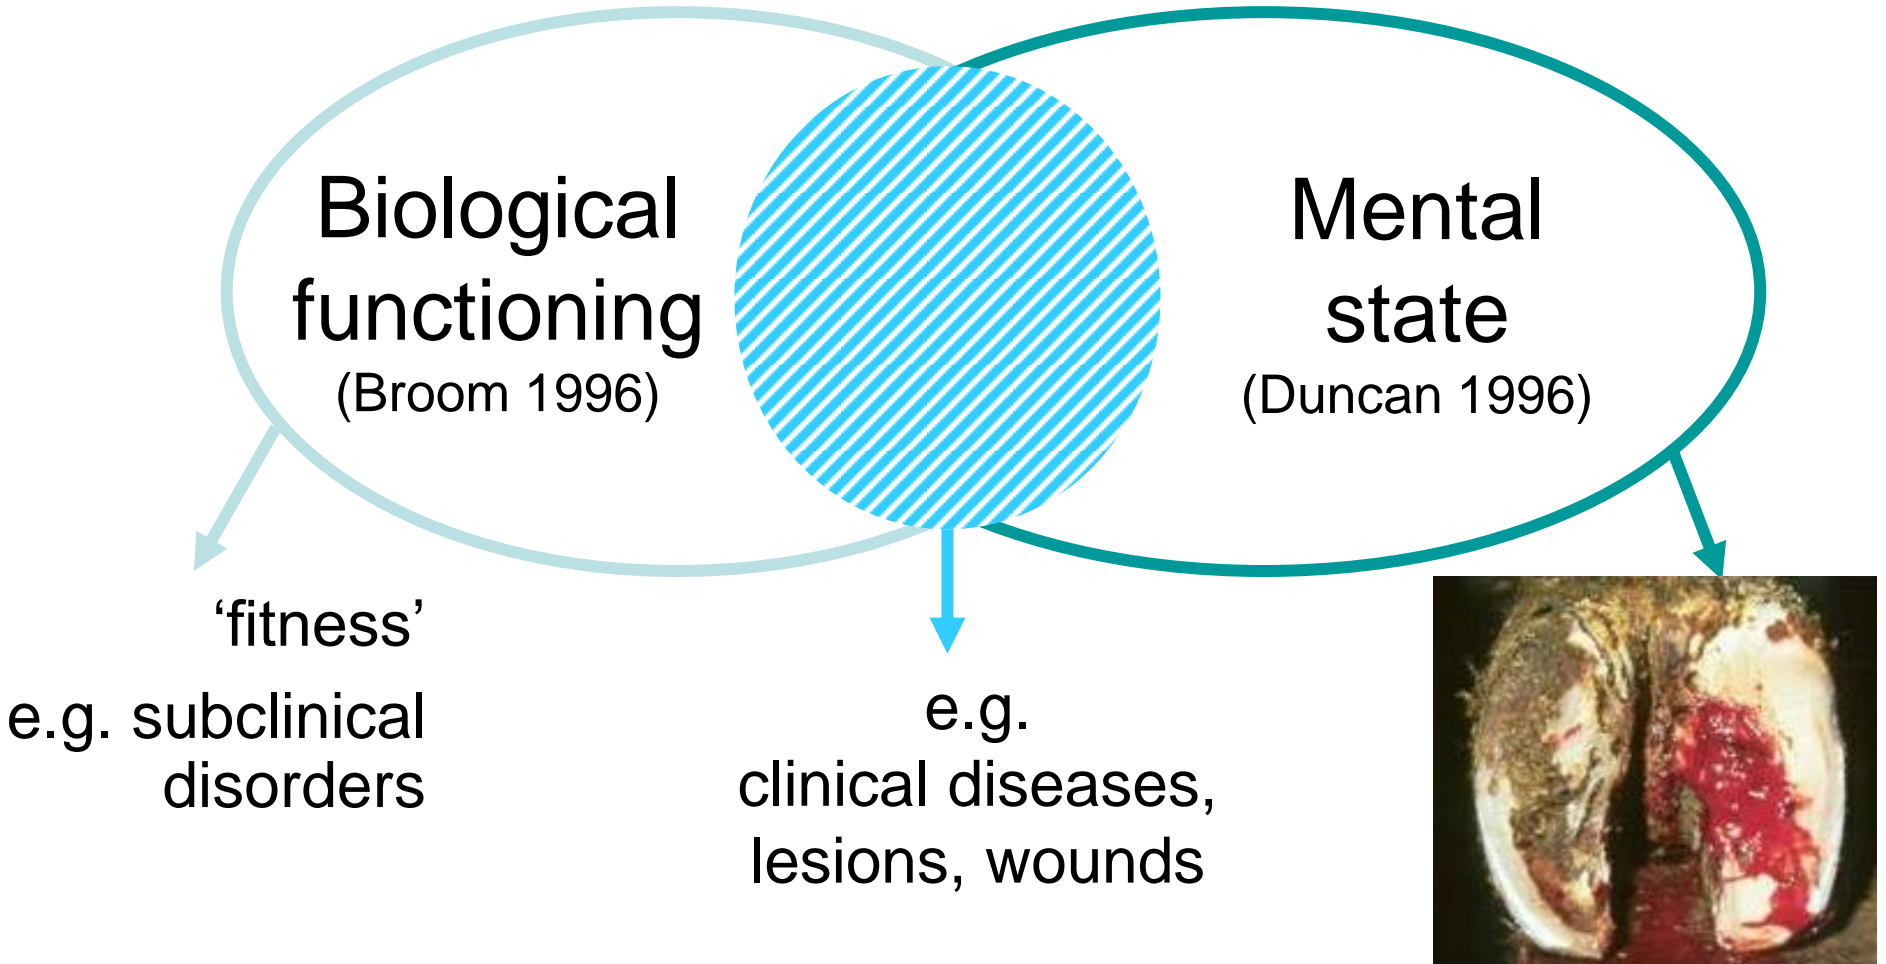 Biological
functioning
(Broom 1996)
Mental
state
(Duncan 1996)
‘fitness’
e.g. subclinical
disorders
e.g.
clinical diseases,
lesions, wounds